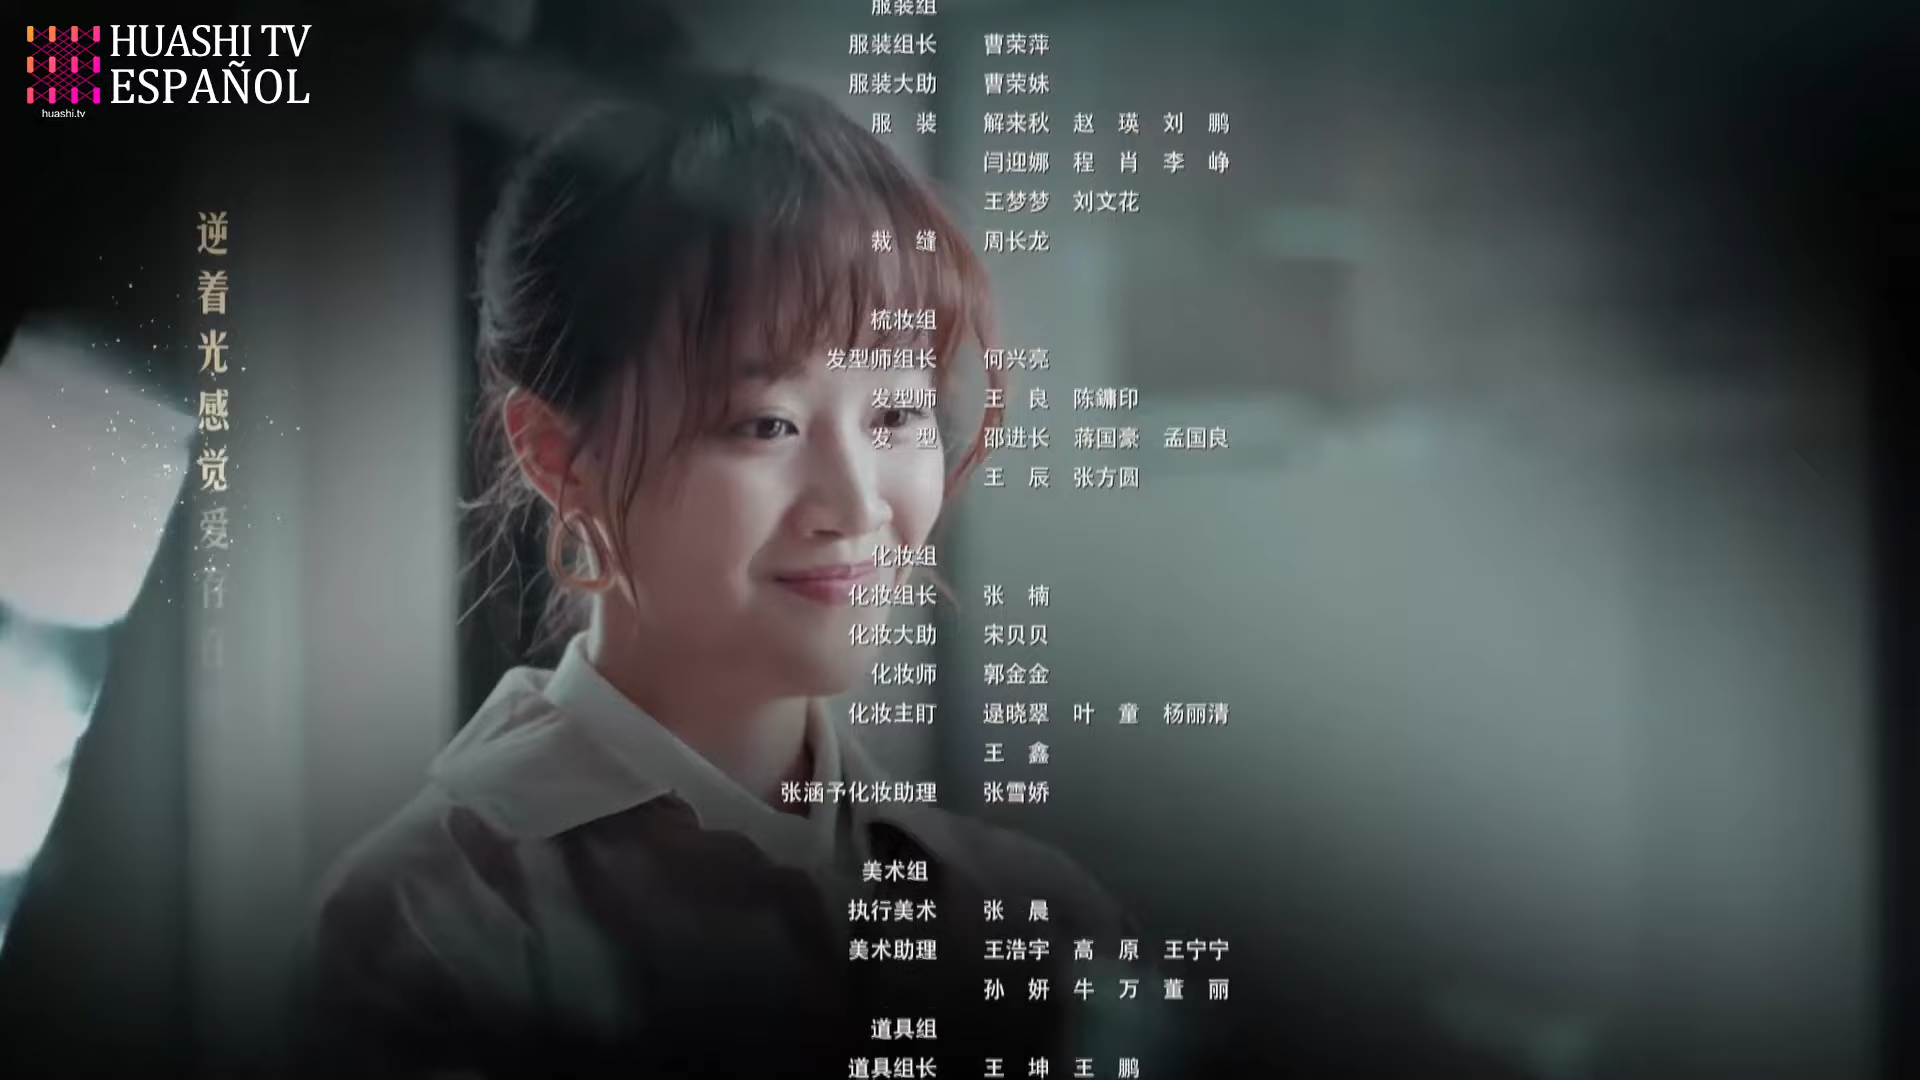 HUASHI TV
ESPAÑOL
huashi.tv
逆着光感觉爱存在
服装组
服装组长 曹荣萍
服装大助 曹荣妹
服 装 解来秋 赵 瑛 刘 鹏
闫迎娜 程 肖 李 峥
王梦梦 刘文花
裁 缝 周长龙
梳妆组
发型师组长 何兴亮
发型师 王 良 陈鏞印
发 型 邵进长 蒋国豪 孟国良
王 辰 张方圆
化妆组
化妆组长 张 楠
化妆大助 宋贝贝
化妆师 郭金金
化妆主盯 逯晓翠 叶 童 杨丽清
王 鑫
张涵予化妆助理 张雪娇
美术组
执行美术 张 晨
美术助理 王浩宇 高 原 王宁宁
孙 妍 牛 万 董 丽
道具组
道具组长 王 坤 王 鹏